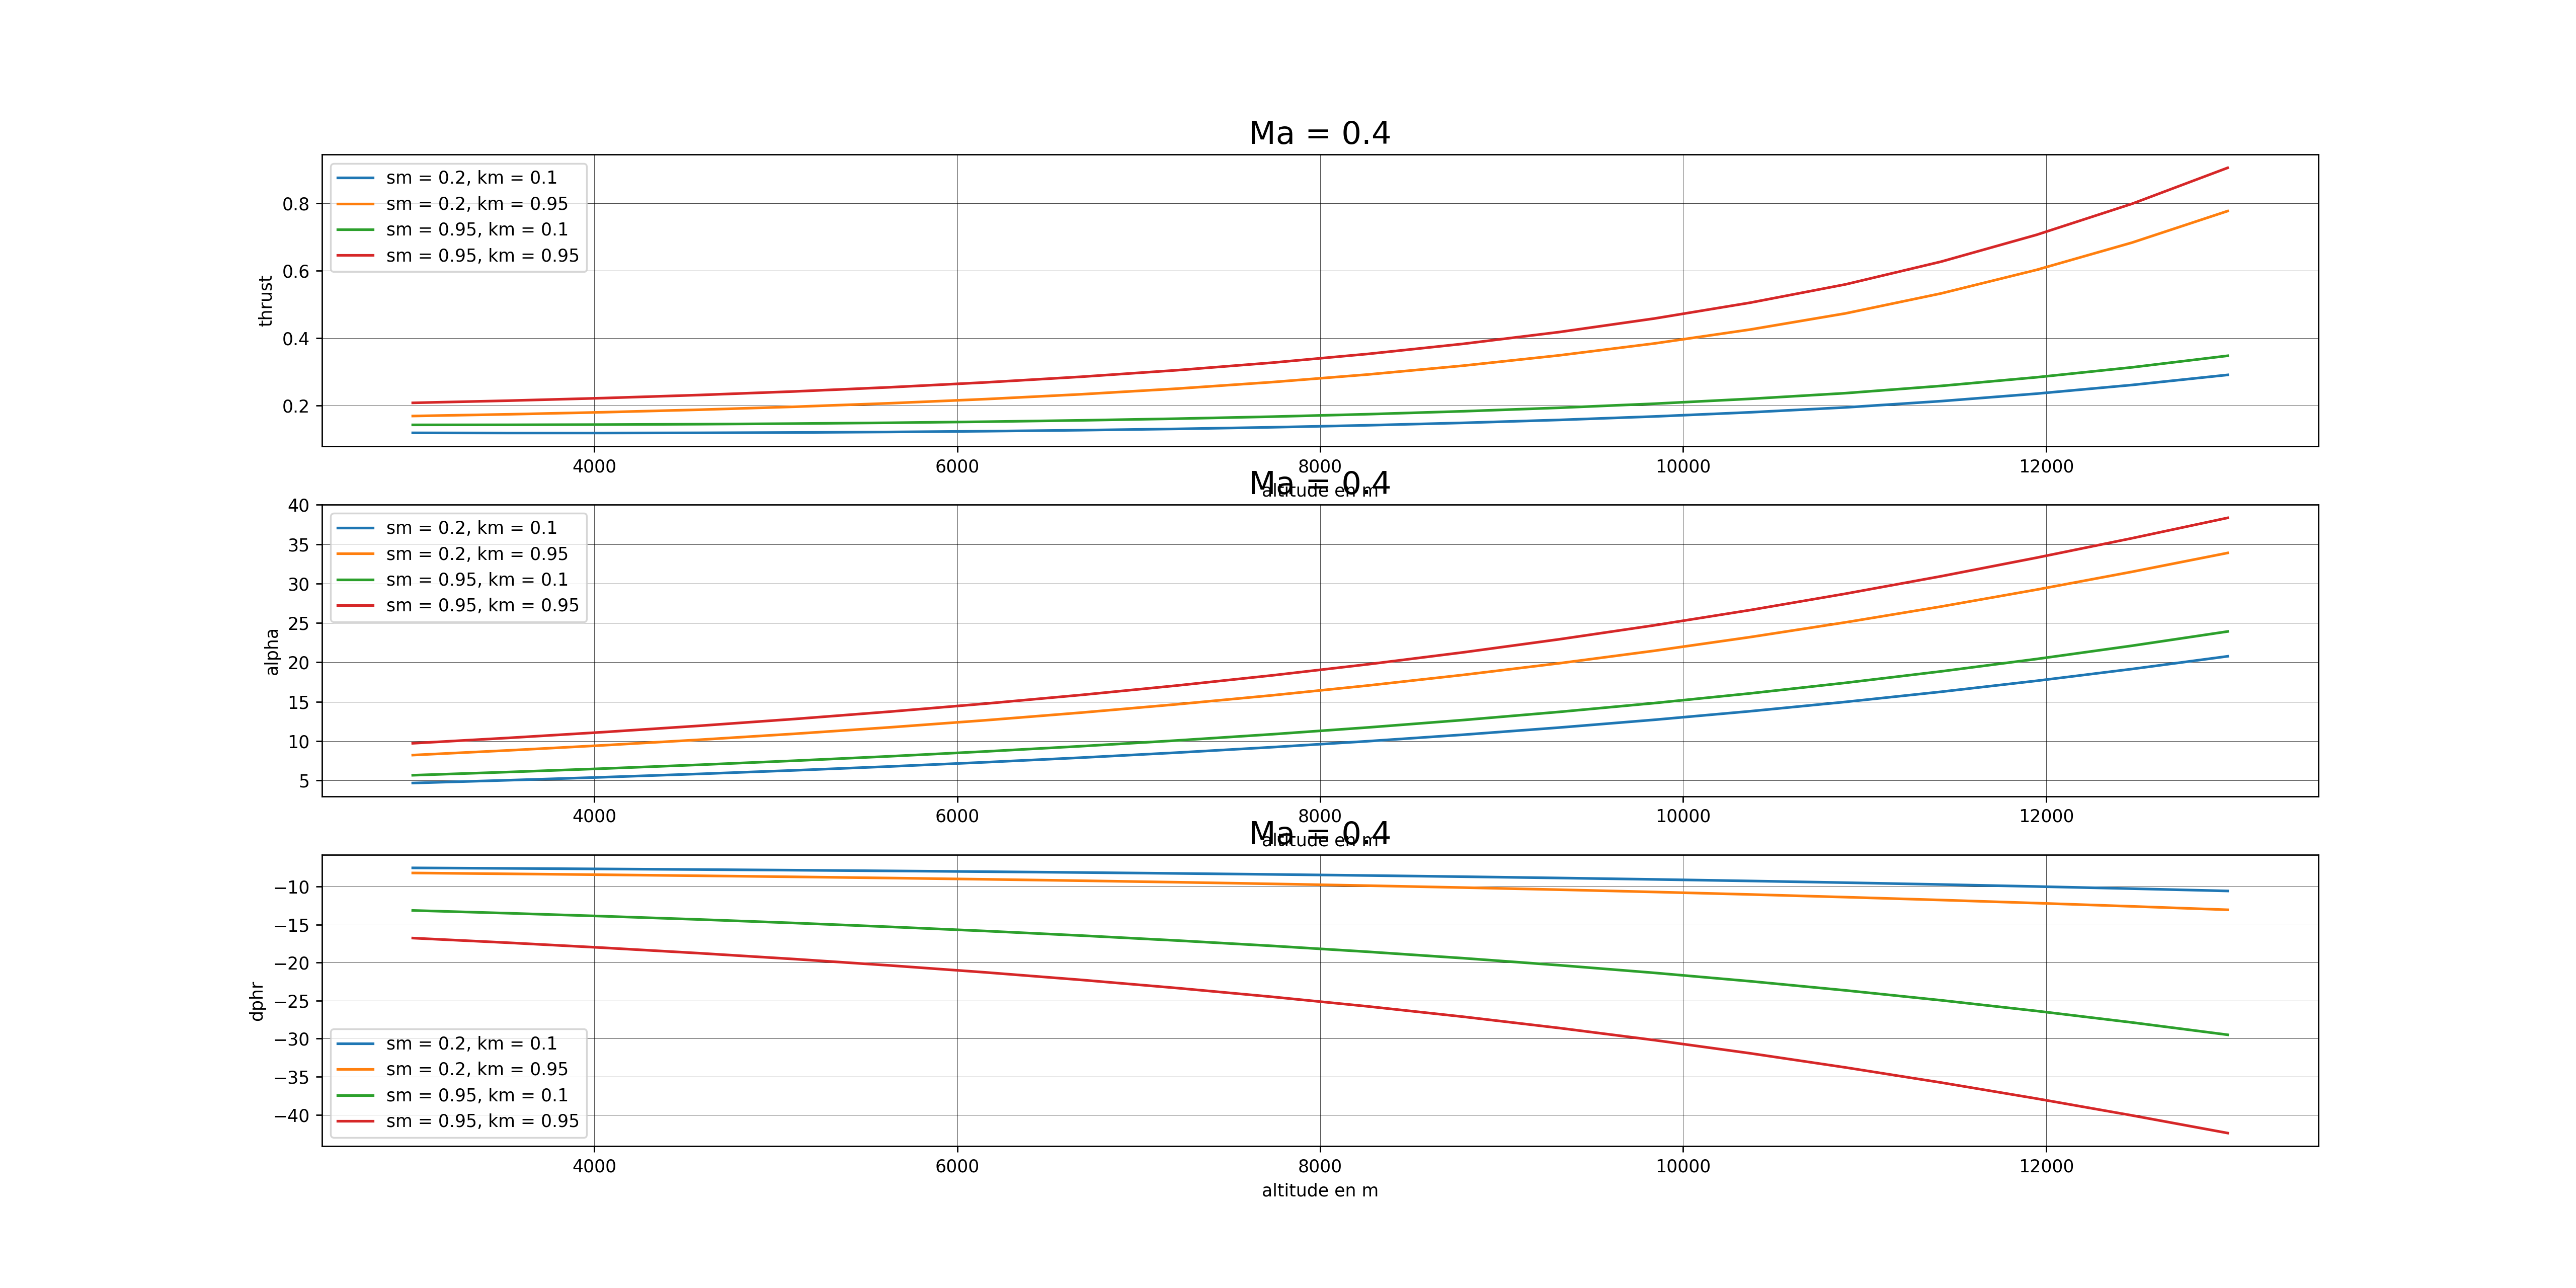 Ma = 0.4
sm = 0.2, km = 0.1
sm = 0.2, km = 0.95
sm = 0.95, km = 0.1
sm = 0.95, km = 0.95
thrust
0.8
0.6
0.4
0.2
4000 6000 8000 10000 12000
altitude en m
Ma = 0.4
sm = 0.2, km = 0.1
sm = 0.2, km = 0.95
sm = 0.95, km = 0.1
sm = 0.95, km = 0.95
alpha
40
35
30
25
20
15
10
5
4000 6000 8000 10000 12000
altitude en m
Ma = 0.4
dphr
−10
−15
−20
−25
−30
−35
−40
sm = 0.2, km = 0.1
sm = 0.2, km = 0.95
sm = 0.95, km = 0.1
sm = 0.95, km = 0.95
4000 6000 8000 10000 12000
altitude en m